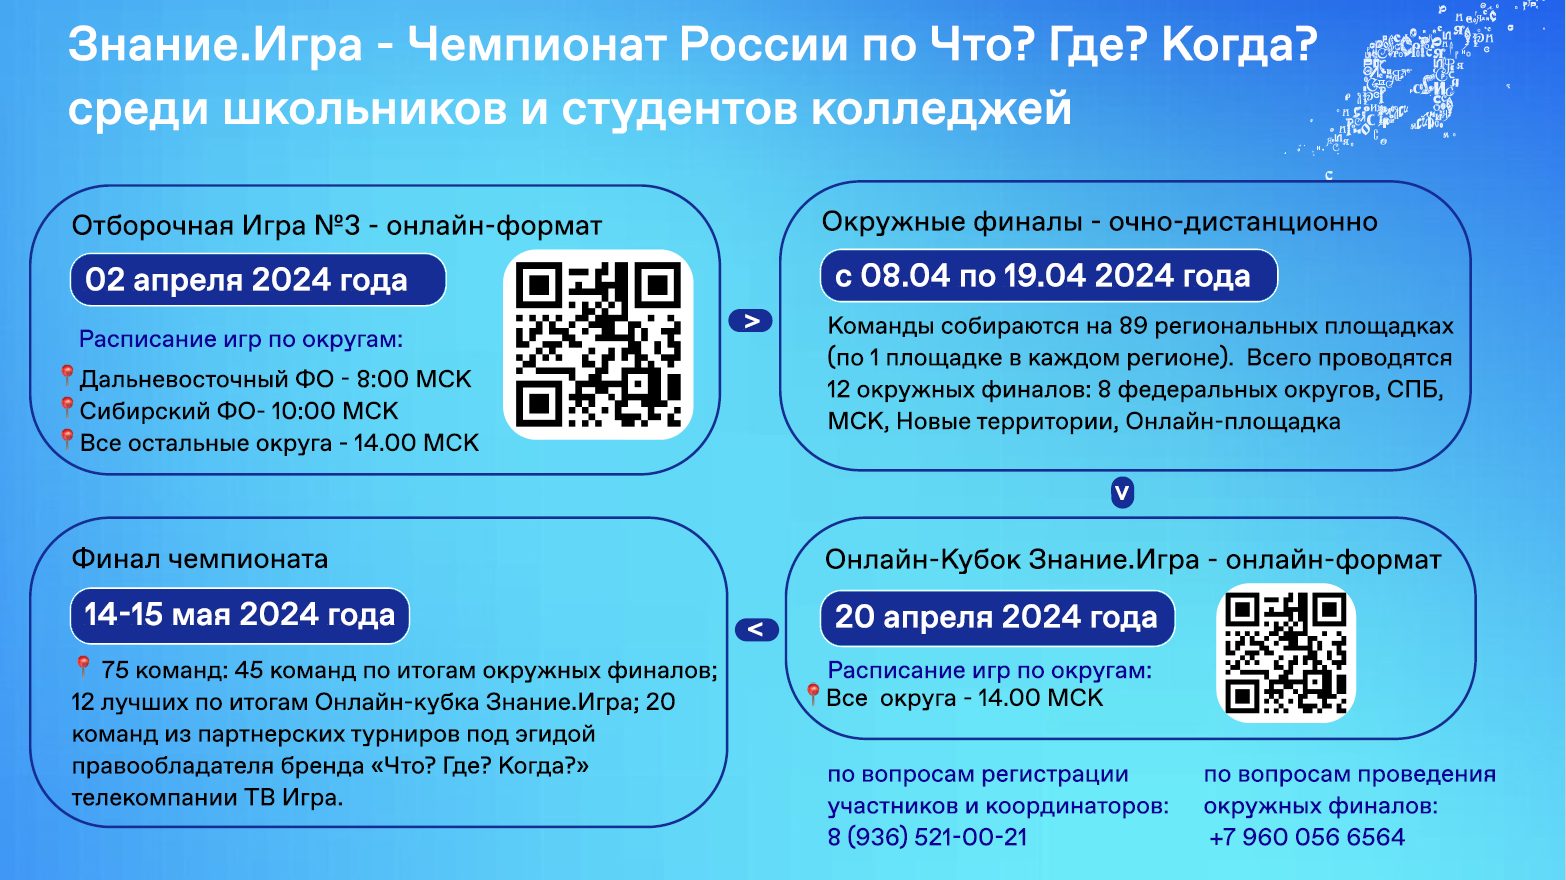 Знание.Игра - Чемпионат России по Что? Где? Когда?
среди школьников и студентов колледжей
Отборочная Игра №3 - онлайн-формат
02 апреля 2024 года
Расписание игр по округам:
Дальневосточный ФО - 8:00 МСК
Сибирский ФО- 10:00 МСК
Все остальные округа - 14.00 МСК
>
Окружные финалы - очно-дистанционно
с 08.04 по 19.04 2024 года
Команды собираются на 89 региональных площадках
(по 1 площадке в каждом регионе).  Всего проводятся
12 окружных финалов: 8 федеральных округов, СПБ,
МСК, Новые территории, Онлайн-площадка
v
Онлайн-Кубок Знание.Игра - онлайн-формат
20 апреля 2024 года
Расписание игр по округам:
Все  округа - 14.00 МСК
<
Финал чемпионата
14-15 мая 2024 года
75 команд: 45 команд по итогам окружных финалов;
12 лучших по итогам Онлайн-кубка Знание.Игра; 20
команд из партнерских турниров под эгидой
правообладателя бренда «Что? Где? Когда?»
телекомпании ТВ Игра.
по вопросам регистрации
участников и координаторов:
8 (936) 521-00-21
по вопросам проведения
окружных финалов:
+7 960 056 6564